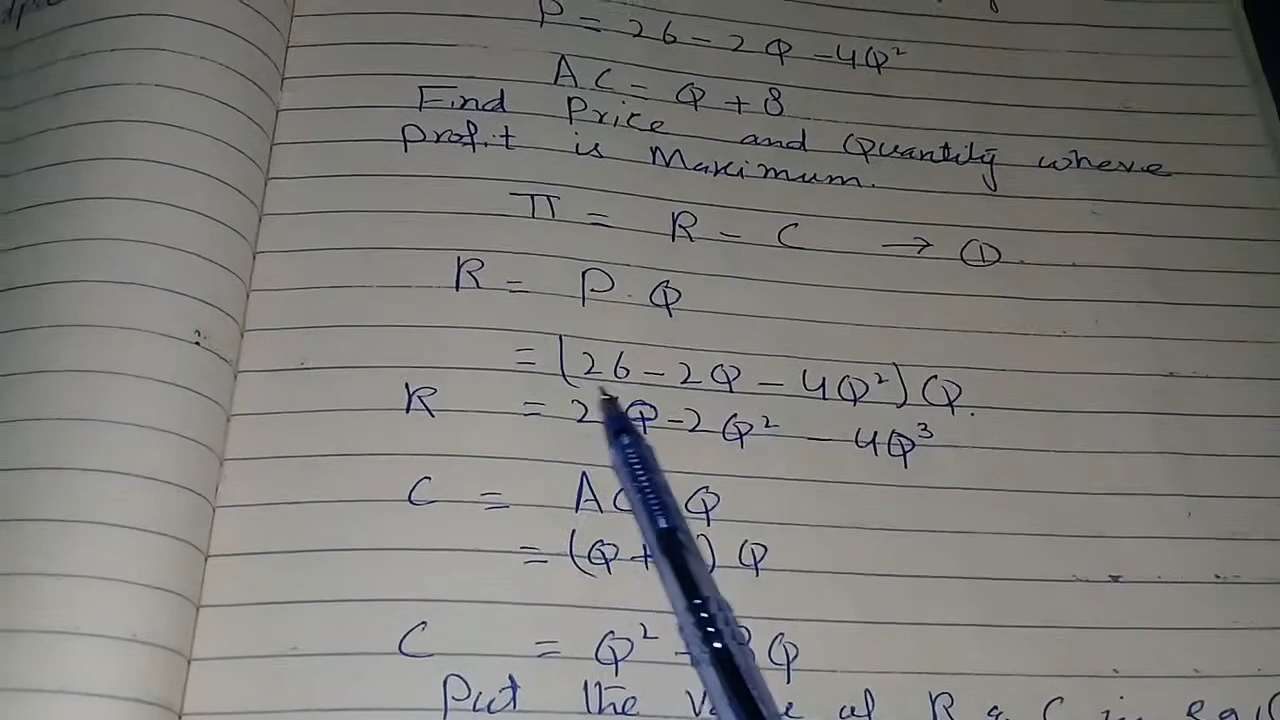 P = 26 - 2Q - 4Q²
AC = Q + 8
Find Price and Quantity where
profit is Maximum.
Π = R - C → ①
R = P.Q
= (26 - 2Q - 4Q²)Q.
R = 2 Q - 2Q² - 4Q³
C = AC Q
= (Q + )Q
C = Q² Q
Put the of R & C in